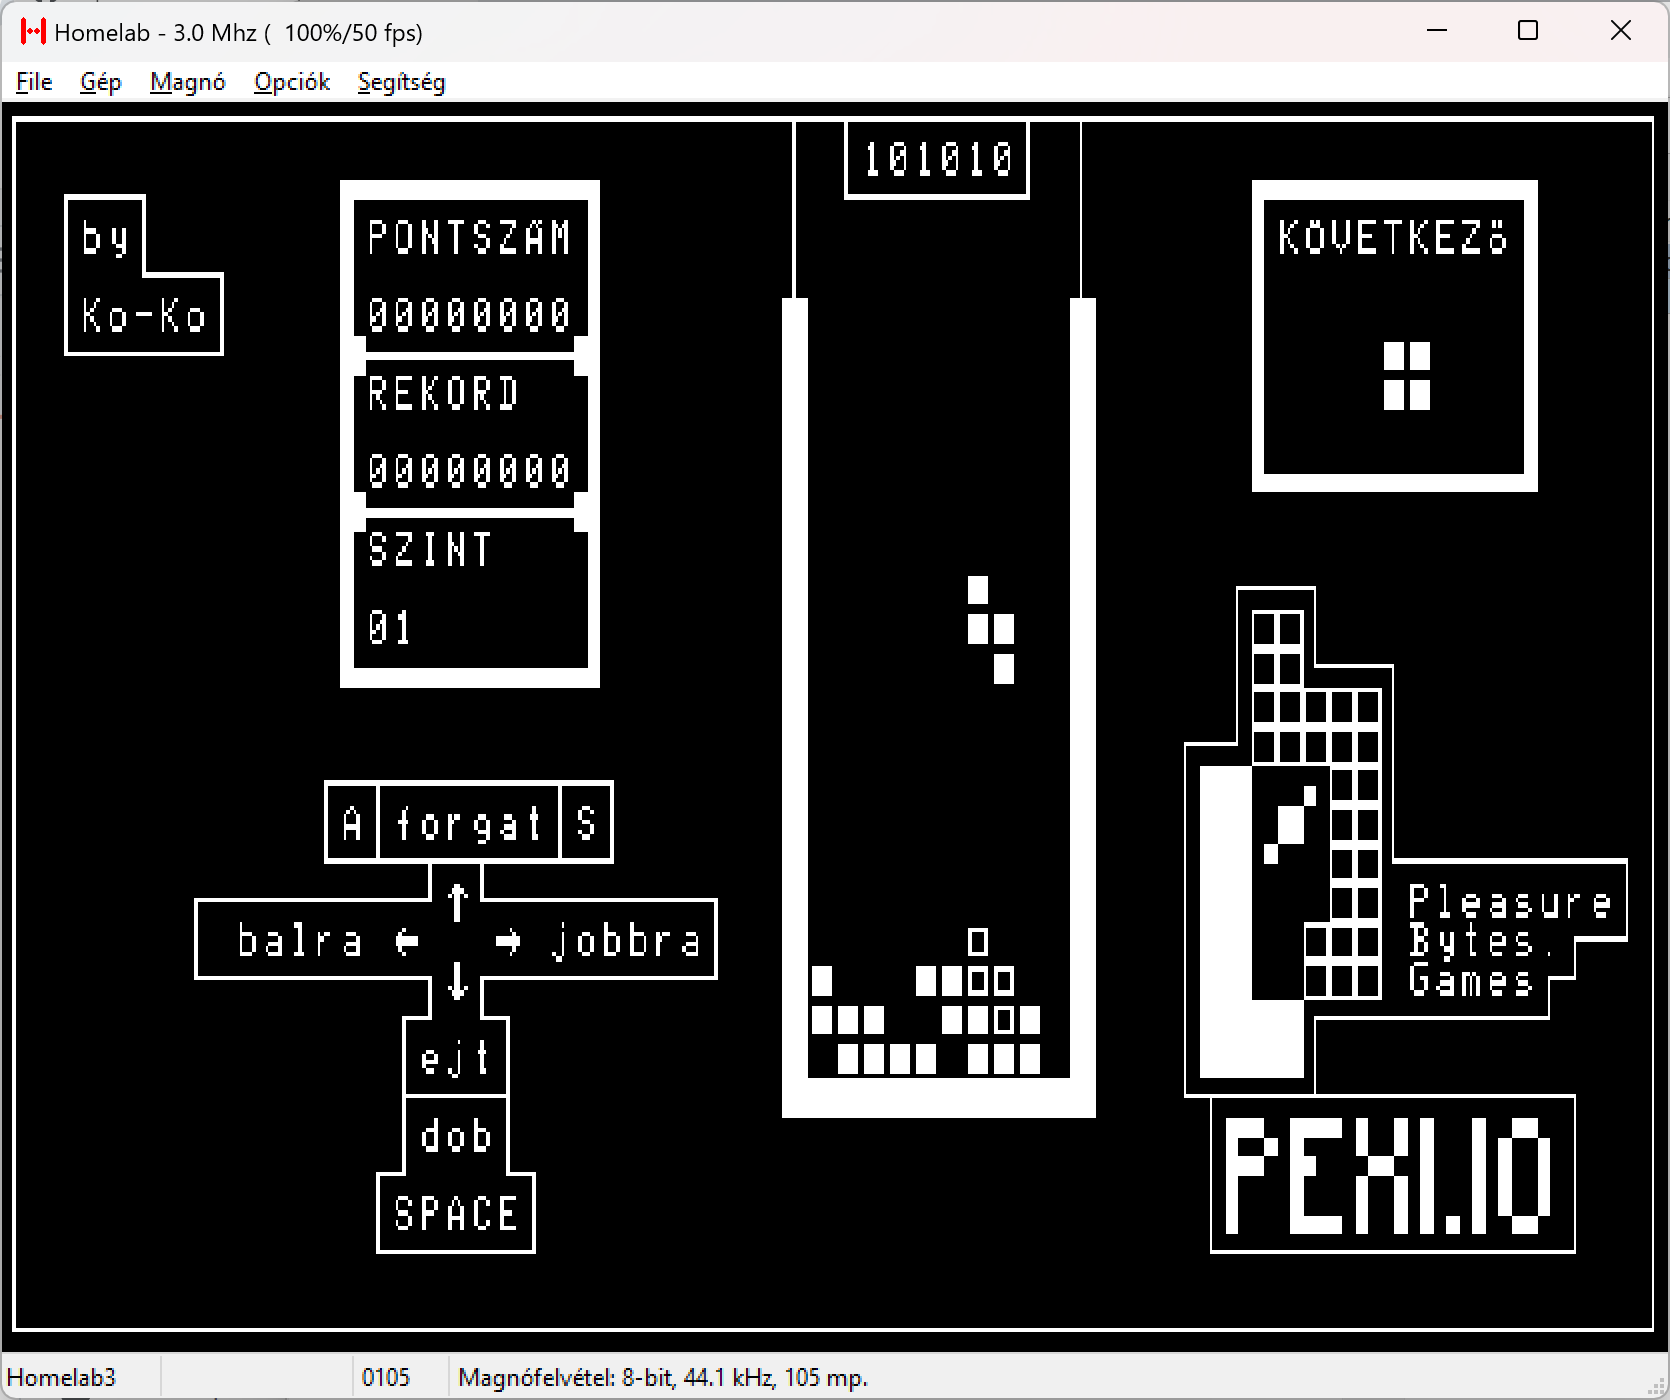 Homelab - 3.0 Mhz ( 100%/50 fps)
File Gép Magnó Opciók Segítség
101010
by
Ko-Ko
PONTSZÁM
00000000
REKORD
00000000
SZINT
01
KÖVETKEZŐ
A forgat S
↑
balra ← → jobbra
↓
ejt
dob
SPACE
Pleasure
Bytes.
Games
PEXI.IO
Homelab3 0105 Magnófelvétel: 8-bit, 44.1 kHz, 105 mp.